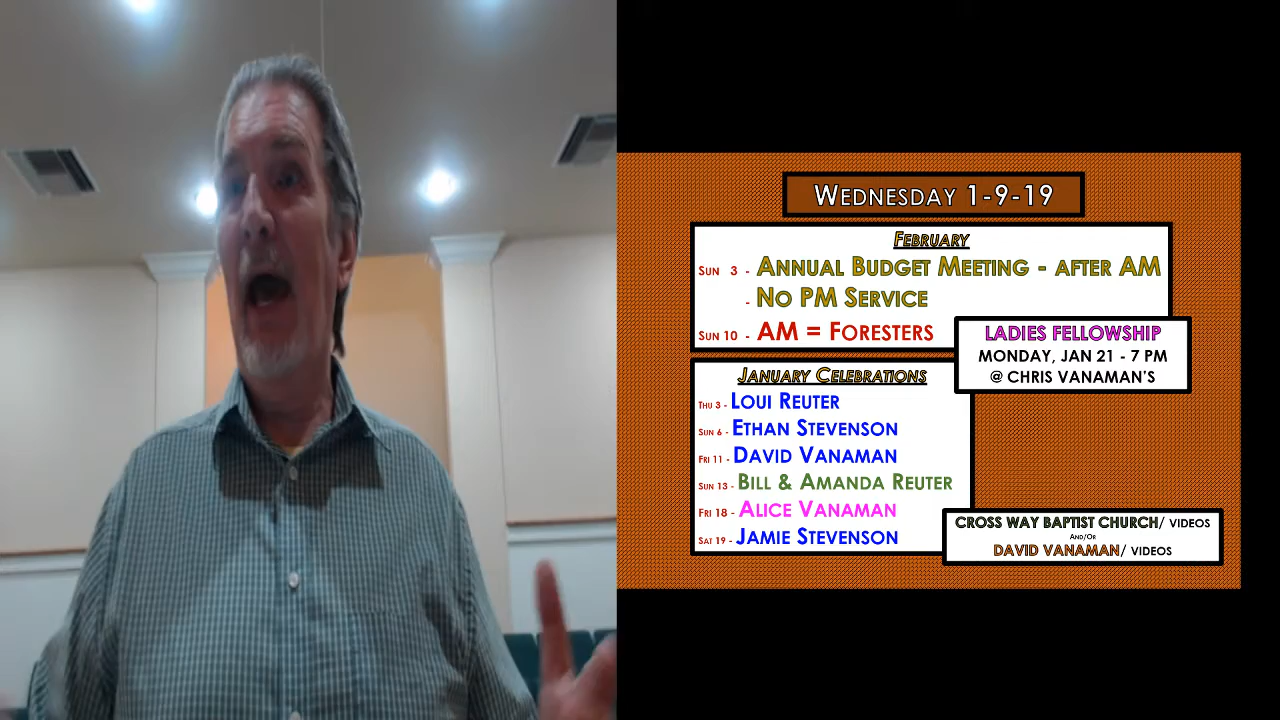 WEDNESDAY 1-9-19
FEBRUARY
SUN 3 - ANNUAL BUDGET MEETING - AFTER AM
- NO PM SERVICE
SUN 10 - AM = FORESTERS
LADIES FELLOWSHIP
MONDAY, JAN 21 - 7 PM
@ CHRIS VANAMAN'S
JANUARY CELEBRATIONS
THU 3 - LOUI REUTER
SUN 6 - ETHAN STEVENSON
FRI 11 - DAVID VANAMAN
SUN 13 - BILL & AMANDA REUTER
FRI 18 - ALICE VANAMAN
SAT 19 - JAMIE STEVENSON
CROSS WAY BAPTIST CHURCH/ VIDEOS
AND/OR
DAVID VANAMAN/ VIDEOS